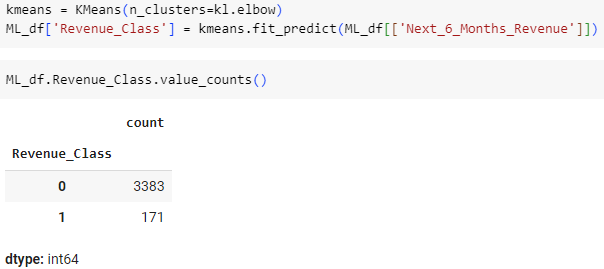 kmeans = KMeans(n_clusters=kl.elbow)
ML_df['Revenue_Class'] = kmeans.fit_predict(ML_df[['Next_6_Months_Revenue']])
ML_df.Revenue_Class.value_counts()
count
Revenue_Class
0 3383
1 171
dtype: int64